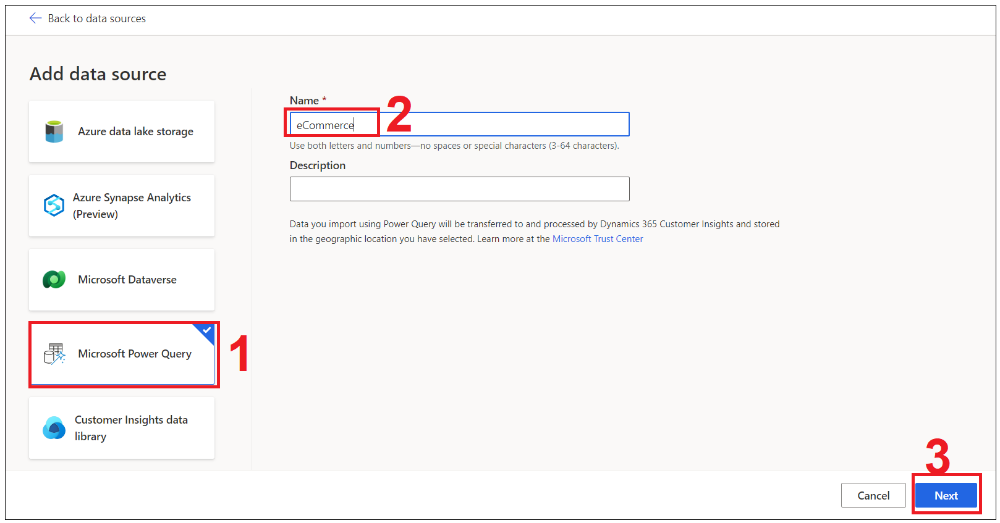 Back to data sources
Add data source
Azure data lake storage
Azure Synapse Analytics
(Preview)
Microsoft Dataverse
Microsoft Power Query
1
Customer Insights data
library
Name *
eCommerce
2
Use both letters and numbers—no spaces or special characters (3-64 characters).
Description
Data you import using Power Query will be transferred to and processed by Dynamics 365 Customer Insights and stored
in the geographic location you have selected. Learn more at the Microsoft Trust Center
3
Cancel
Next